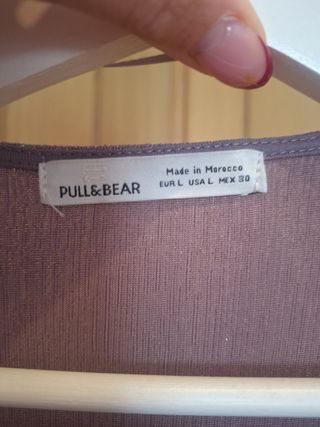 PULL&BEAR
Made in Morocco
EUR L USA L MEX 30